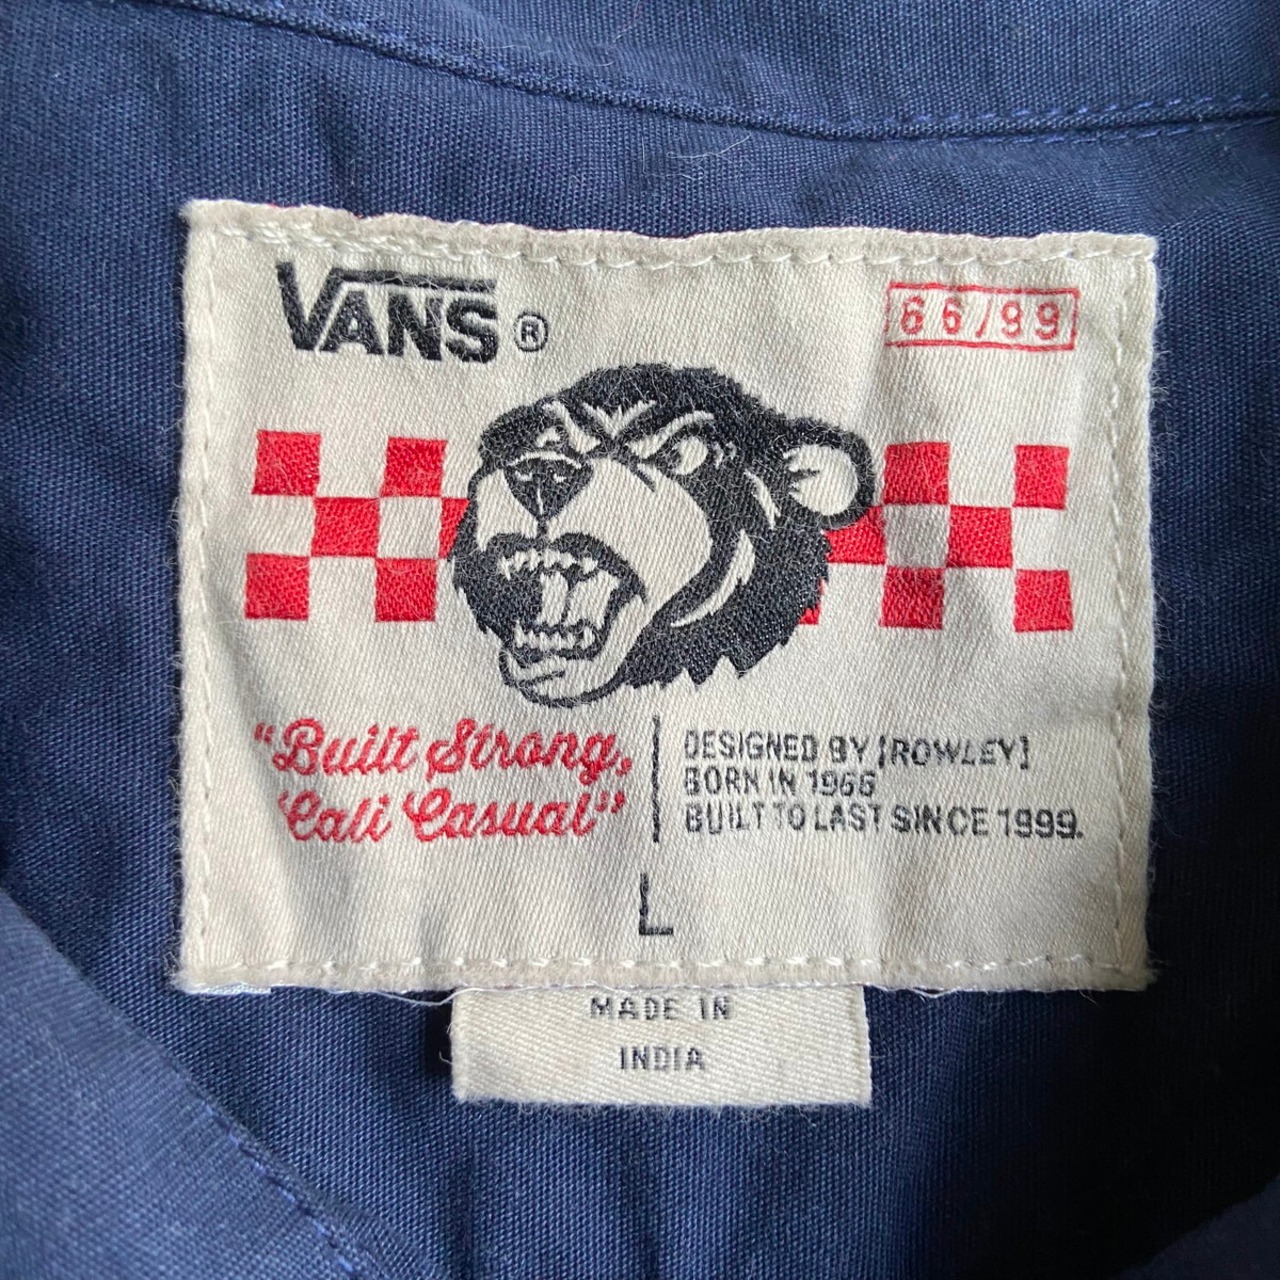 VANS®
66/99
"Built Strong,
Cali Casual"
DESIGNED BY [ROWLEY]
BORN IN 1966
BUILT TO LAST SINCE 1999.
L
MADE IN
INDIA